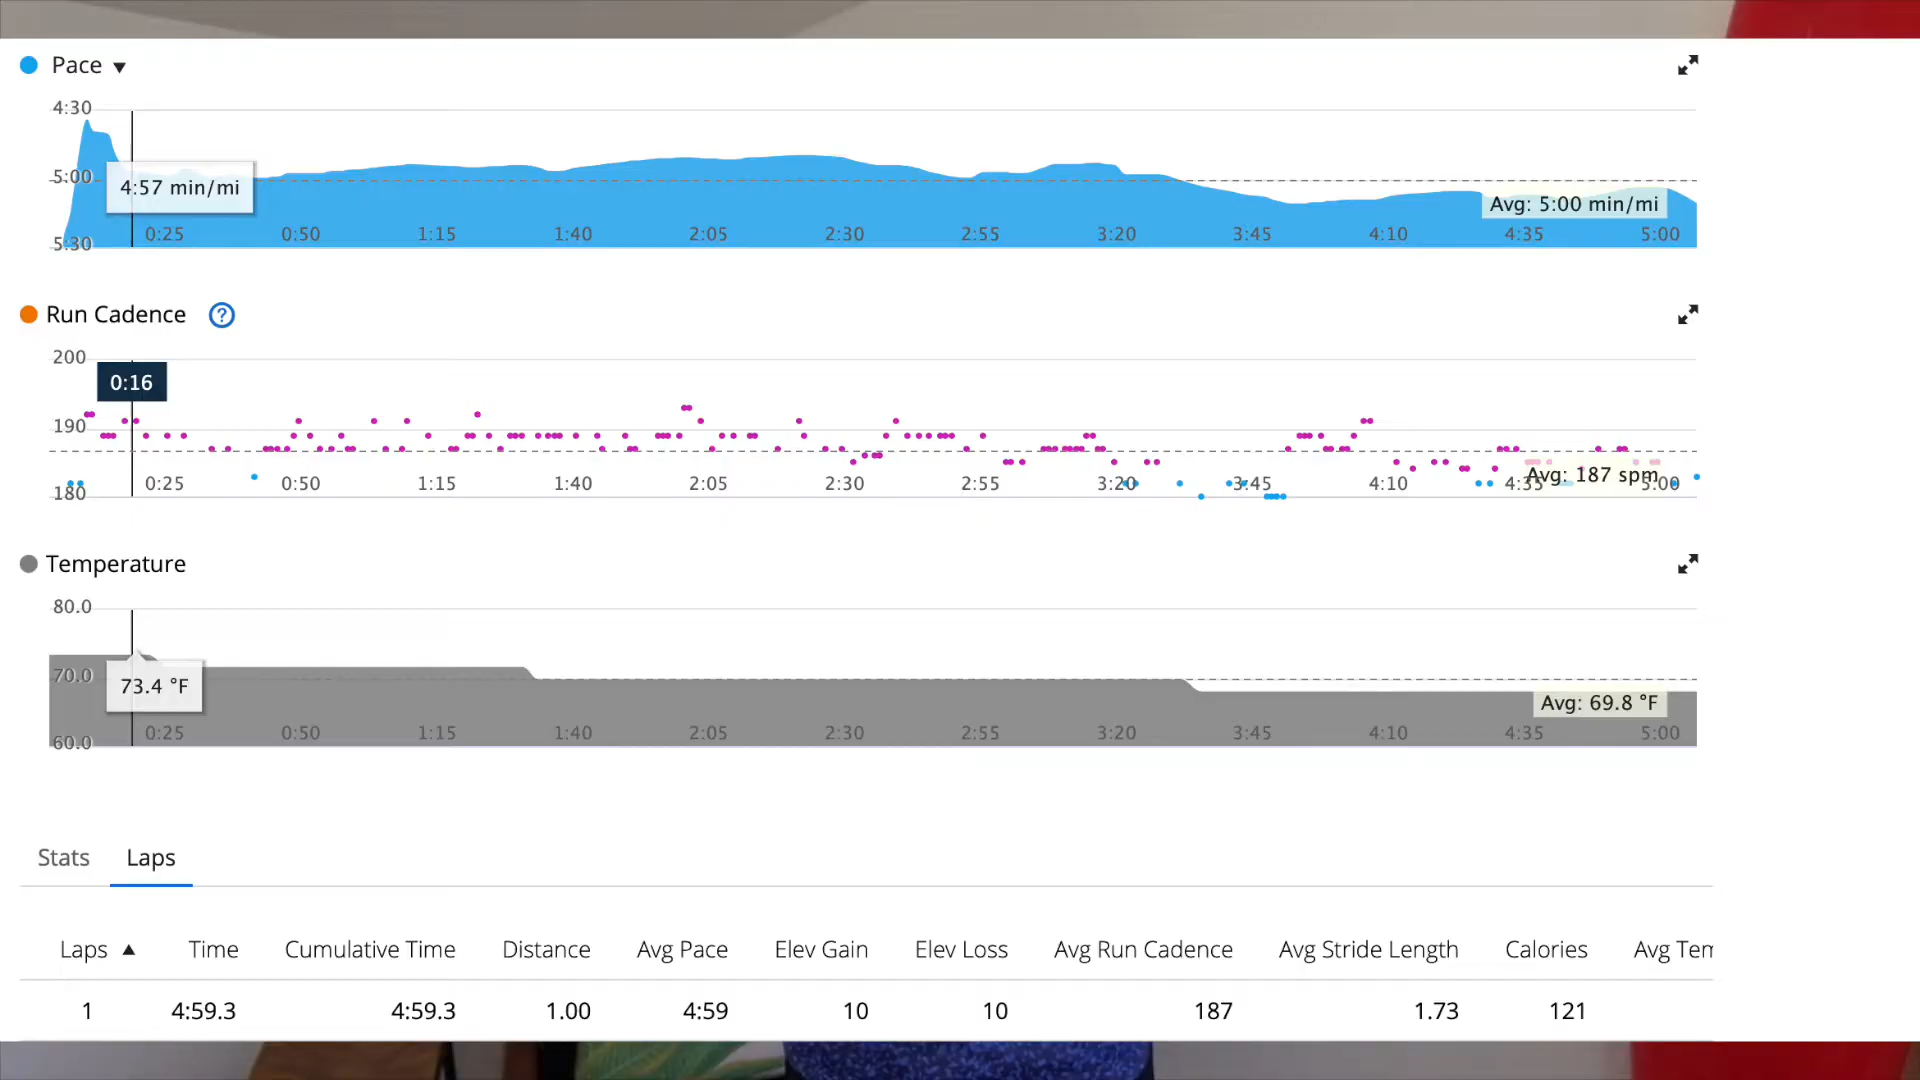 Pace ▼
4:30
5:00
5:30
4:57 min/mi
Avg: 5:00 min/mi
0:25 0:50 1:15 1:40 2:05 2:30 2:55 3:20 3:45 4:10 4:35 5:00
Run Cadence ?
200
190
180
0:16
Avg: 187 spm
0:25 0:50 1:15 1:40 2:05 2:30 2:55 3:20 3:45 4:10 4:35 5:00
Temperature
80.0
70.0
60.0
73.4 °F
Avg: 69.8 °F
0:25 0:50 1:15 1:40 2:05 2:30 2:55 3:20 3:45 4:10 4:35 5:00
Stats Laps
Laps ▲ Time Cumulative Time Distance Avg Pace Elev Gain Elev Loss Avg Run Cadence Avg Stride Length Calories Avg Tem
1 4:59.3 4:59.3 1.00 4:59 10 10 187 1.73 121